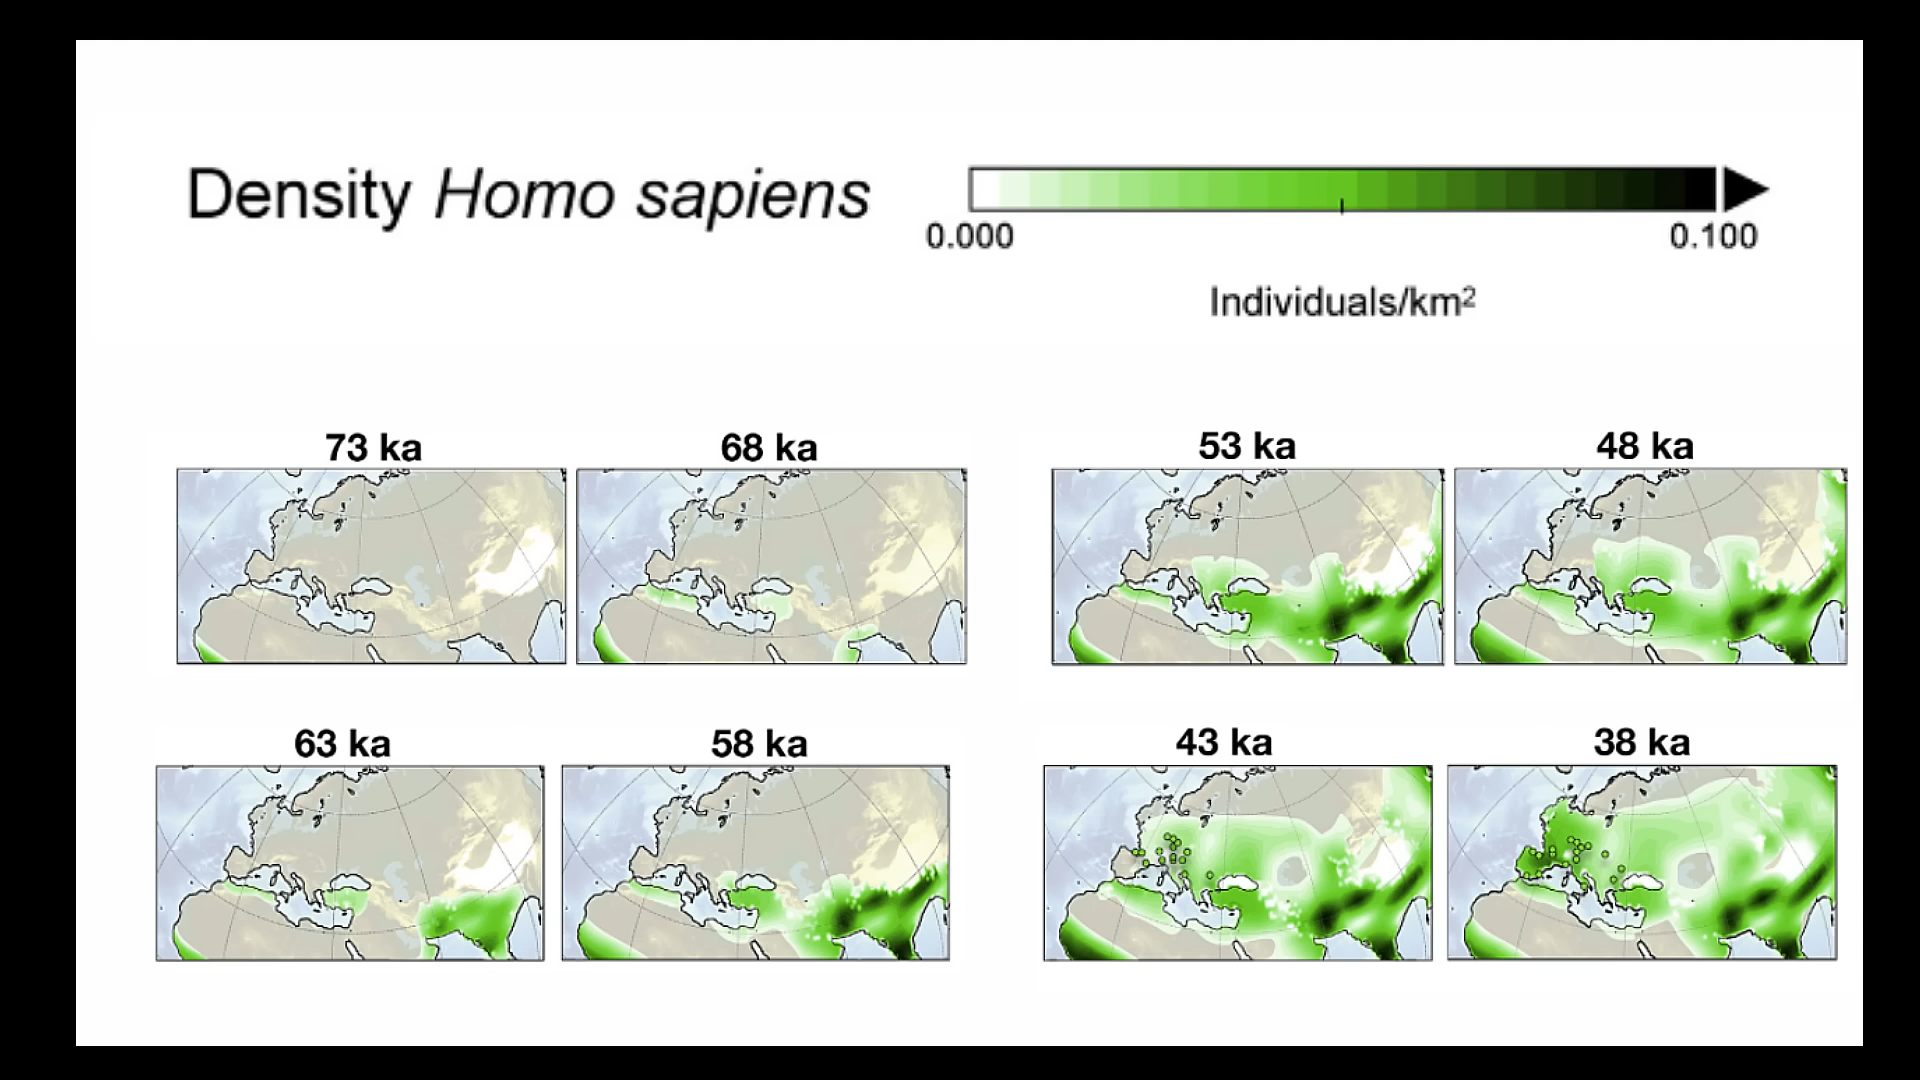 Density Homo sapiens
0.000
0.100
Individuals/km²
73 ka
68 ka
53 ka
48 ka
63 ka
58 ka
43 ka
38 ka